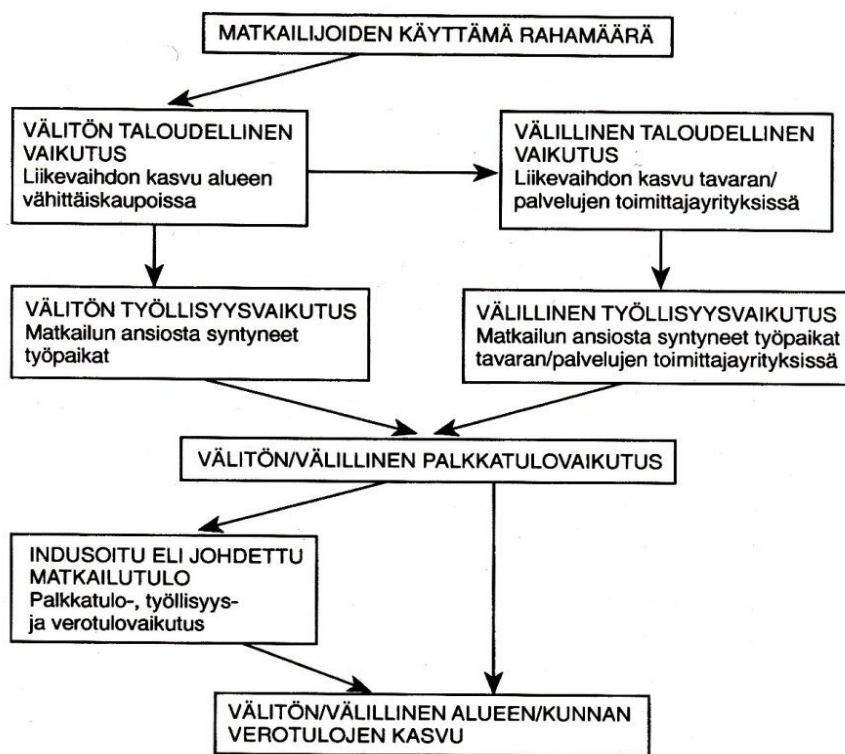 MATKAILIJOIDEN KÄYTTÄMÄ RAHAMÄÄRÄ
VÄLITÖN TALOUDELLINEN
VAIKUTUS
Liikevaihdon kasvu alueen
vähittäiskaupoissa
VÄLILLINEN TALOUDELLINEN
VAIKUTUS
Liikevaihdon kasvu tavaran/
palvelujen toimittajayrityksissä
VÄLITÖN TYÖLLISYYSVAIKUTUS
Matkailun ansiosta syntyneet
työpaikat
VÄLILLINEN TYÖLLISYYSVAIKUTUS
Matkailun ansiosta syntyneet työpaikat
tavaran/palvelujen toimittajayrityksissä
VÄLITÖN/VÄLILLINEN PALKKATULOVAIKUTUS
INDUSOITU ELI JOHDETTU
MATKAILUTULO
Palkkatulo-, työllisyys-
ja verotulovaikutus
VÄLITÖN/VÄLILLINEN ALUEEN/KUNNAN
VEROTULOJEN KASVU